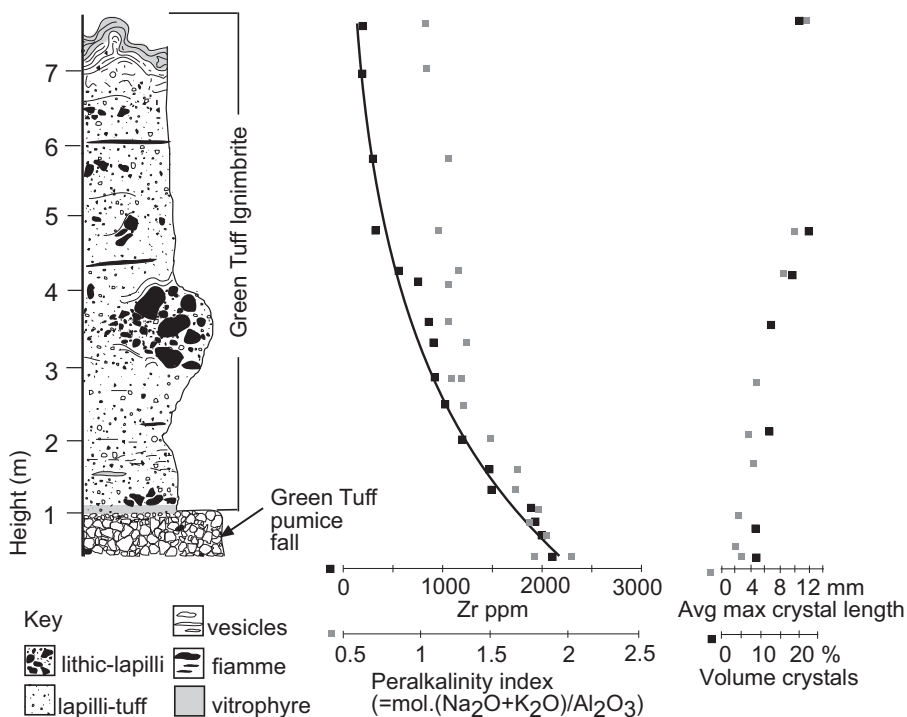 7
6
5
4
3
2
1
Height (m)
Green Tuff Ignimbrite
Green Tuff
pumice
fall
Key
lithic-lapilli
lapilli-tuff
vesicles
fiamme
vitrophyre
0 1000 2000 3000
Zr ppm
0.5 1 1.5 2 2.5
Peralkalinity index
(=mol.(Na2O+K2O)/Al2O3)
0 4 8 12 mm
Avg max crystal length
0 10 20 %
Volume crystals